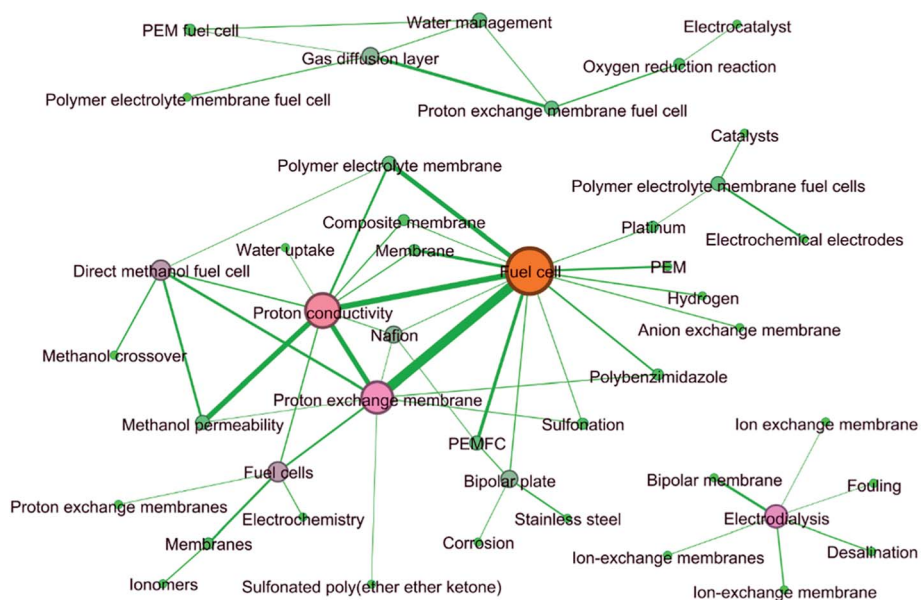 Water management
PEM fuel cell
Electrocatalyst
Gas diffusion layer
Oxygen reduction reaction
Polymer electrolyte membrane fuel cell
Proton exchange membrane fuel cell
Catalysts
Polymer electrolyte membrane
Polymer electrolyte membrane fuel cells
Composite membrane
Platinum
Electrochemical electrodes
Water uptake
Membrane
Direct methanol fuel cell
Fuel cell
PEM
Hydrogen
Proton conductivity
Anion exchange membrane
Nafion
Methanol crossover
Polybenzimidazole
Proton exchange membrane
Methanol permeability
Sulfonation
Ion exchange membrane
PEMFC
Fuel cells
Bipolar plate
Bipolar membrane
Fouling
Proton exchange membranes
Electrochemistry
Stainless steel
Electrodialysis
Membranes
Corrosion
Ion-exchange membranes
Desalination
Ionomers
Sulfonated poly(ether ether ketone)
Ion-exchange membrane